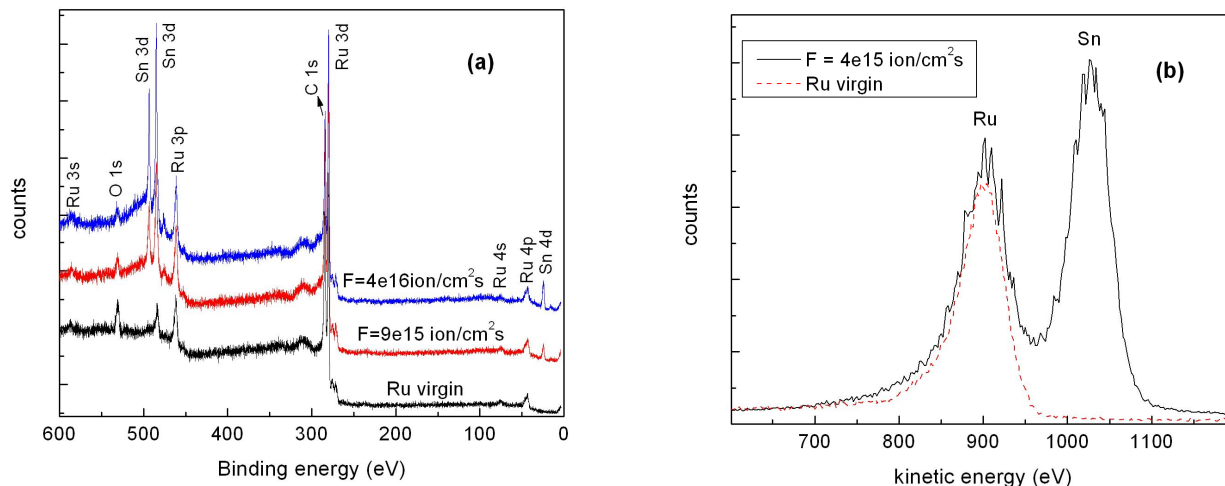 (a)
Sn 3d
Sn 3d
Ru 3d
C 1s
Ru 3s
O 1s
Ru 3p
Ru 4s
Ru 4p
Sn 4d
F=4e16ion/cm²s
F=9e15 ion/cm²s
Ru virgin
counts
600 500 400 300 200 100 0
Binding energy (eV)
(b)
F = 4e15 ion/cm²s
Ru virgin
Sn
Ru
counts
700 800 900 1000 1100
kinetic energy (eV)